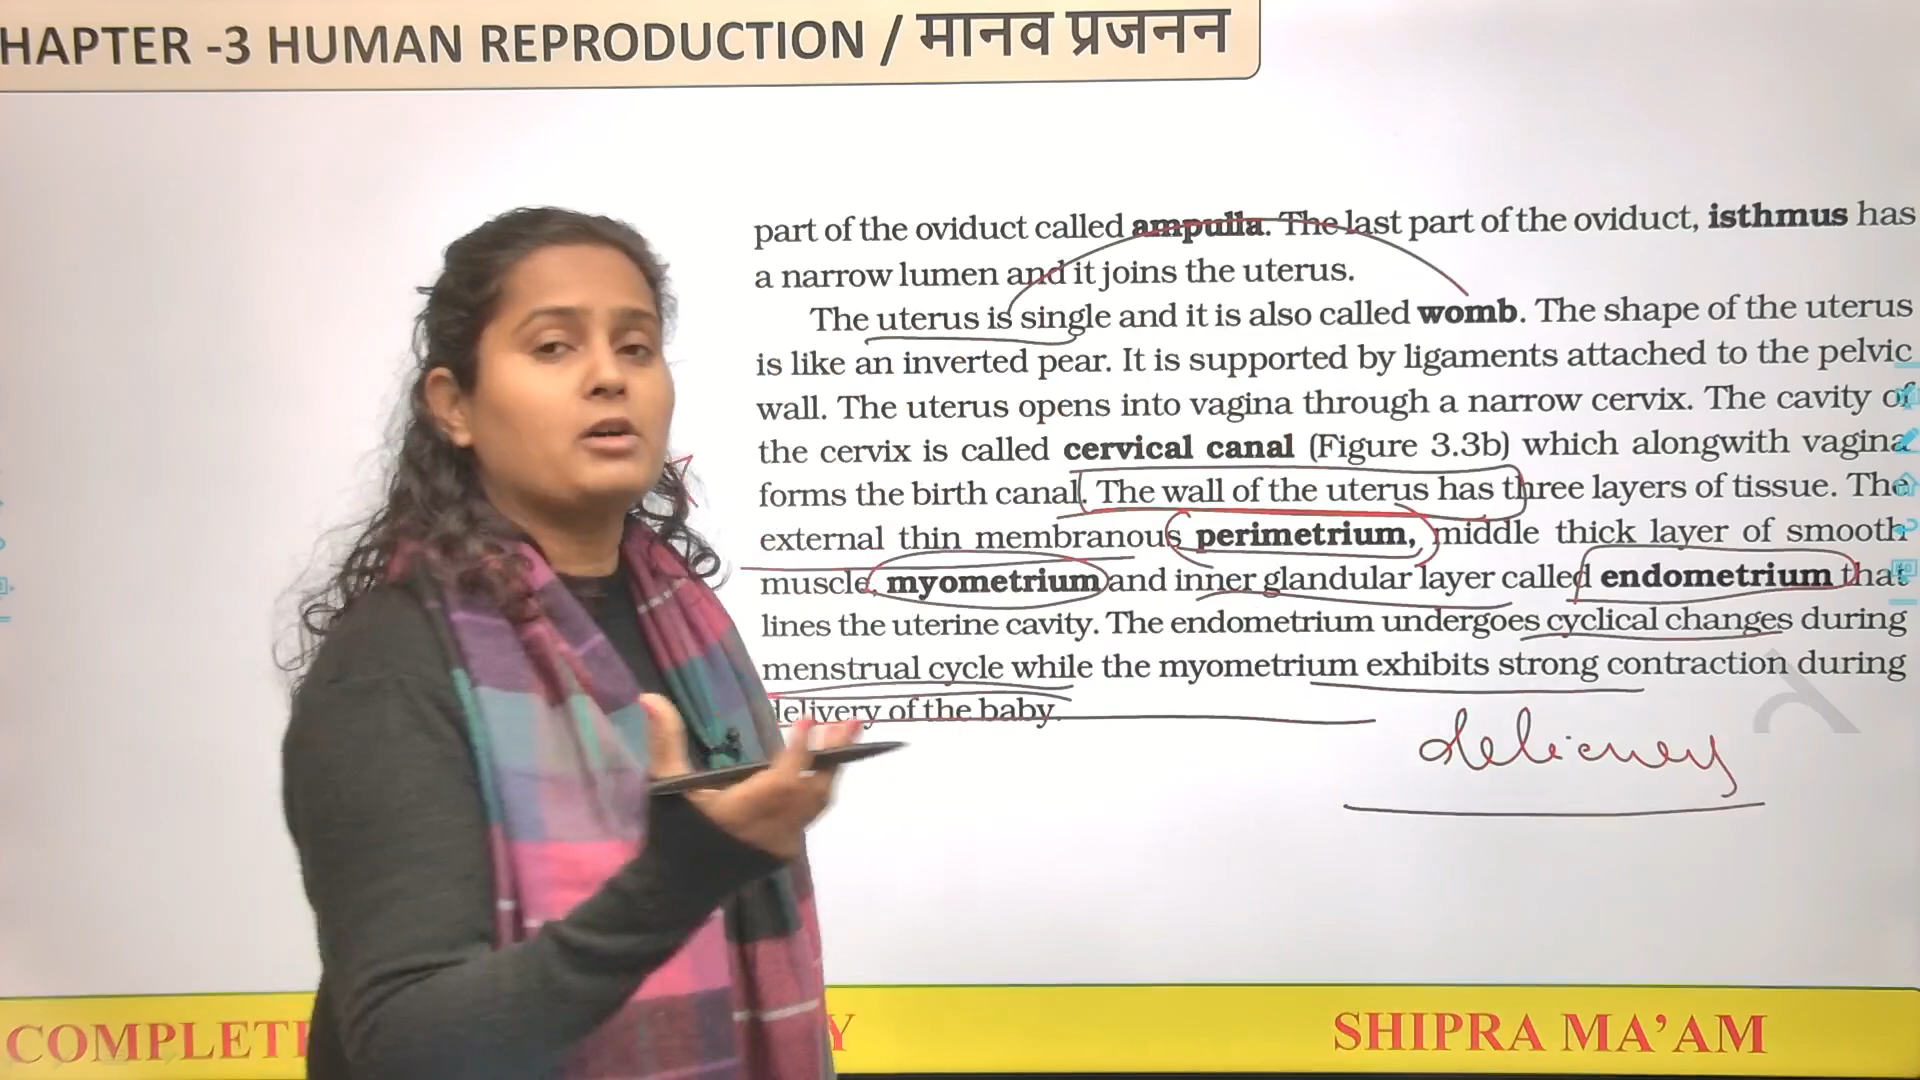 HAPTER -3 HUMAN REPRODUCTION / मानव प्रजनन
part of the oviduct called ampulla. The last part of the oviduct, isthmus has
a narrow lumen and it joins the uterus.
The uterus is single and it is also called womb. The shape of the uterus
is like an inverted pear. It is supported by ligaments attached to the pelvic
wall. The uterus opens into vagina through a narrow cervix. The cavity of
the cervix is called cervical canal (Figure 3.3b) which alongwith vagina
forms the birth canal. The wall of the uterus has three layers of tissue. The
external thin membranous perimetrium, middle thick layer of smooth
muscle, myometrium and inner glandular layer called endometrium that
lines the uterine cavity. The endometrium undergoes cyclical changes during
menstrual cycle while the myometrium exhibits strong contraction during
delivery of the baby.
COMPLET Y SHIPRA MA'AM